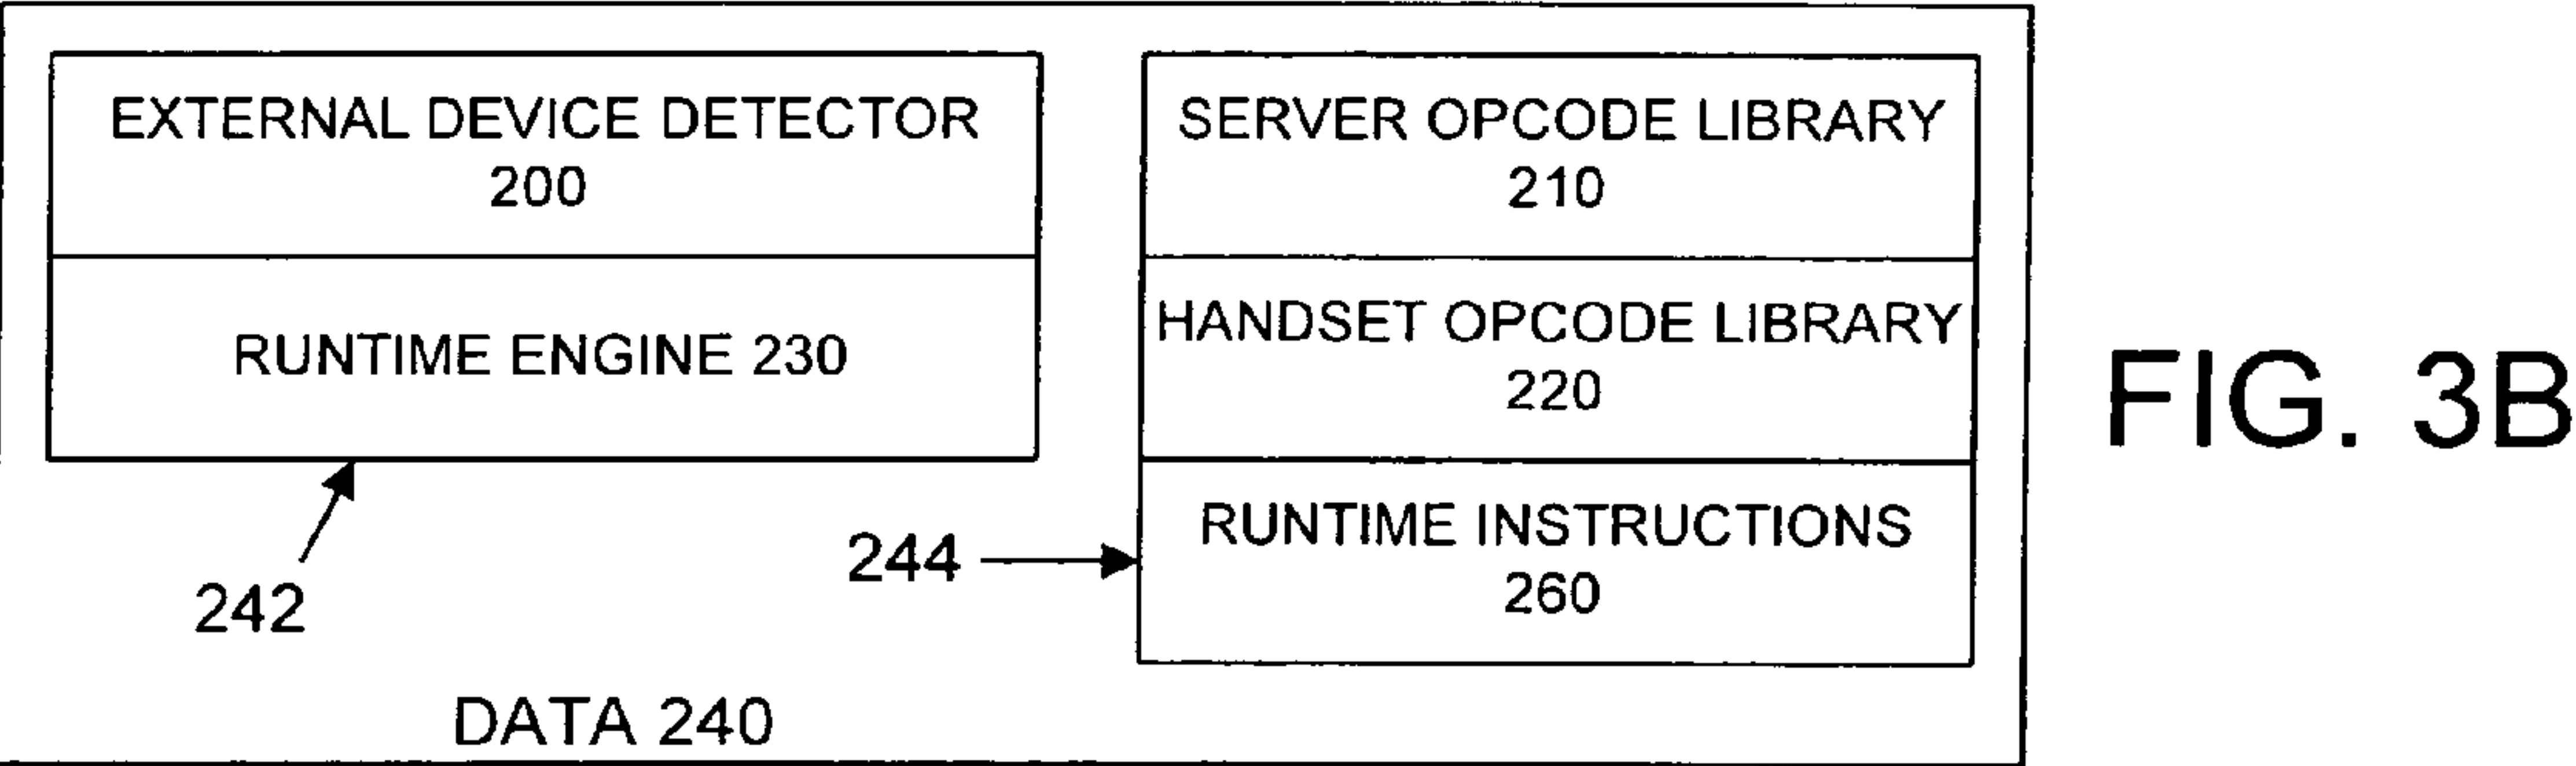 EXTERNAL DEVICE DETECTOR
200
RUNTIME ENGINE 230
242
SERVER OPCODE LIBRARY
210
HANDSET OPCODE LIBRARY
220
RUNTIME INSTRUCTIONS
260
244
DATA 240
FIG. 3B